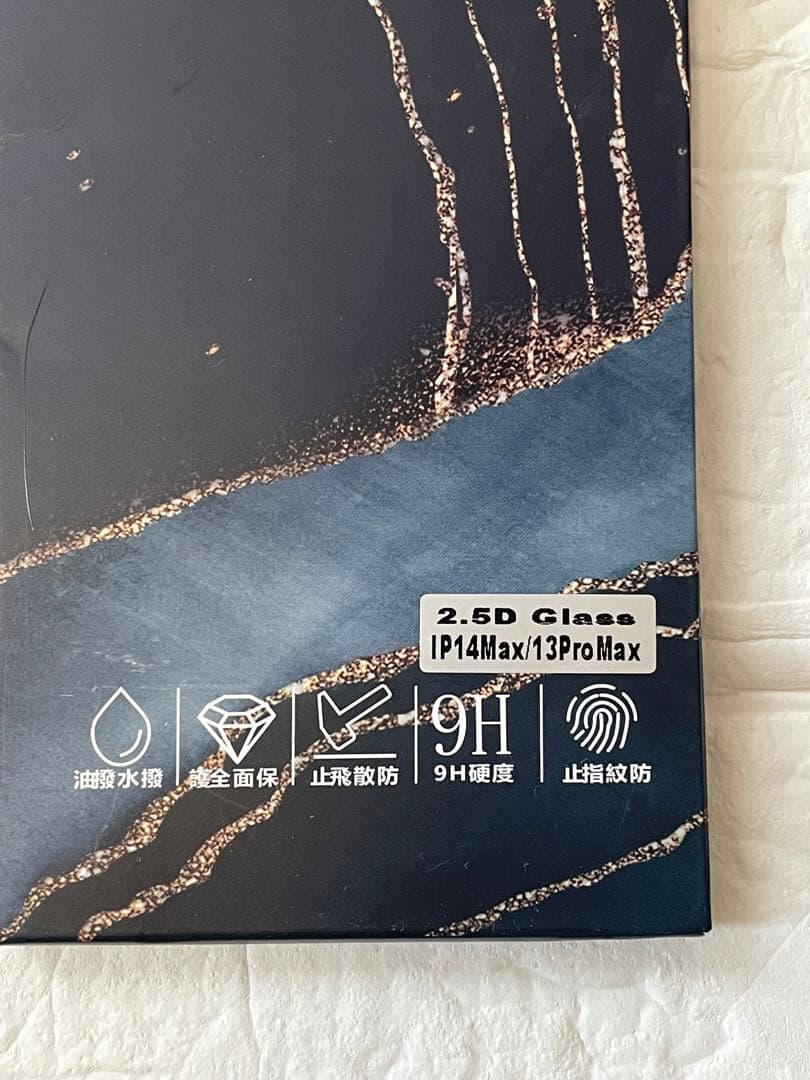 2.5D Glass
IP14Max/13ProMax
9H
油撥水撥
護全面保
止飛散防
9H硬度
止指紋防